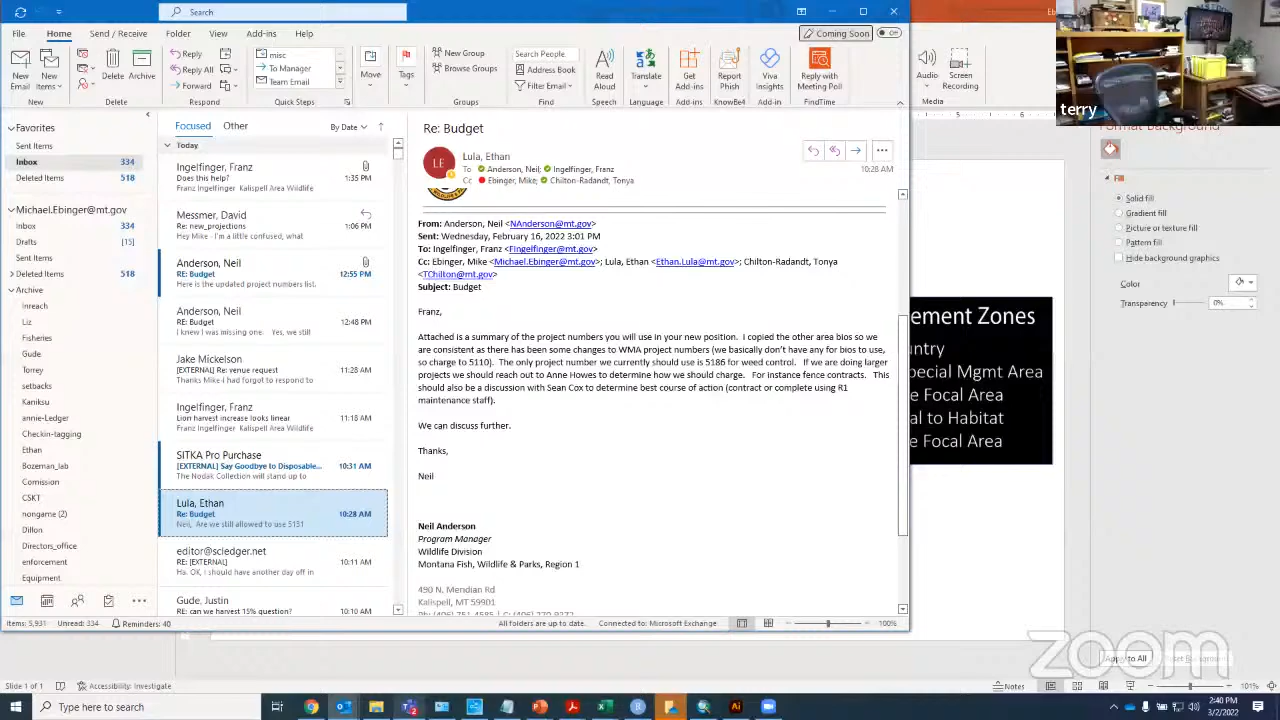 Search
File Home Send / Receive Folder View Add-ins Help
Coming Soon Off
New Email New Items Delete Archive
Delete
Reply All
Forward
Respond
misc
To Manager
Team Email
Quick Steps
Move Tags
New Group
Browse Groups
Groups
Search People
Address Book
Filter Email
Find
Read Aloud
Speech
Translate
Language
Get Add-ins
Add-ins
Report Phish
KnowBe4
Viva Insights
Reply with Meeting Poll
FindTime
Audio Screen Recording
Media
terry
Favorites
Sent Items
Inbox 334
Deleted Items 518
Michael.Ebinger@mt.gov
Inbox 334
Drafts [15]
Sent Items
Deleted Items 518
Archive
Inreach
Liz
Fisheries
Gude
Torrey
setbacks
Kaniksu
annie-Ledger
Checkin-tagging
Ethan
Bozeman_lab
Comission
CSKT
nongame (2)
Dillon
Directors_office
enforcement
Equipment
Focused Other By Date
Today
Ingelfinger, Franz
Does this help? 1:35 PM
Franz Ingelfinger Kalispell Area Wildlife
Messmer, David
Re: new_projections 1:06 PM
Hey Mike - I'm a little confused, what
Anderson, Neil
RE: Budget 12:55 PM
Here is the updated project numbers list.
Anderson, Neil
RE: Budget 12:48 PM
I knew I was missing one. Yes, we still
Jake Mickelson
[EXTERNAL] Re: venue request 11:28 AM
Thanks Mike-I had forgot to respond to
Ingelfinger, Franz
Lion harvest increase looks linear 11:18 AM
Franz Ingelfinger Kalispell Area Wildlife
SITKA Pro Purchase
[EXTERNAL] Say Goodbye to Disposable... 10:31 AM
The Nodak Collection will stand up to
Lula, Ethan
Re: Budget 10:28 AM
Neil, Are we still allowed to use 5131
editor@scledger.net
RE: [EXTERNAL] 10:11 AM
Ha. OK, I should have another day off in
Gude, Justin
RE: can we harvest 15% question? 10:10 AM
Re: Budget
LE
Lula, Ethan
To Anderson, Neil; Ingelfinger, Franz
Cc Ebinger, Mike; Chilton-Radandt, Tonya
10:28 AM
From: Anderson, Neil <NAnderson@mt.gov>
Sent: Wednesday, February 16, 2022 3:01 PM
To: Ingelfinger, Franz <FIngelfinger@mt.gov>
Cc: Ebinger, Mike <Michael.Ebinger@mt.gov>; Lula, Ethan <Ethan.Lula@mt.gov>; Chilton-Radandt, Tonya
<TChilton@mt.gov>
Subject: Budget
Franz,
Attached is a summary of the project numbers you will use in your new position. i copied the other area bios so we
are consistent as there has been some changes to WMA project numbers (we basically don't have any for bios to use,
so charge to 5110). The only project number we currently should use is 5186 for weed control. If we are doing larger
projects we should reach out to Anne Howes to determine how we should charge. For instance fence contracts. This
should also be a discussion with Sean Cox to determine best course of action (contract or complete using R1
maintenance staff).
We can discuss further.
Thanks,
Neil
Neil Anderson
Program Manager
Wildlife Division
Montana Fish, Wildlife & Parks, Region 1
490 N. Meridian Rd
Kalispell, MT 59901
5 6
Format Background
Fill
Solid fill
Gradient fill
Picture or texture fill
Pattern fill
Hide background graphics
Color
Transparency 0%
ement Zones
untry
pecial Mgmt Area
e Focal Area
al to Habitat
e Focal Area
Items: 5,931 Unread: 334 Reminders: 40 All folders are up to date. Connected to: Microsoft Exchange 100%
zoom
Apply to All Reset Background
Slide 1 of 1 Accessibility: Investigate Notes 101%
Type here to search
2:40 PM
3/2/2022